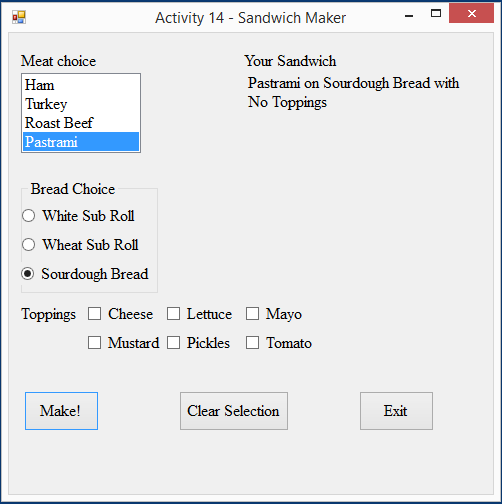 Activity 14 - Sandwich Maker
Meat choice
Ham
Turkey
Roast Beef
Pastrami
Your Sandwich
Pastrami on Sourdough Bread with
No Toppings
Bread Choice
White Sub Roll
Wheat Sub Roll
Sourdough Bread
Toppings Cheese Lettuce Mayo
Mustard Pickles Tomato
Make! Clear Selection Exit